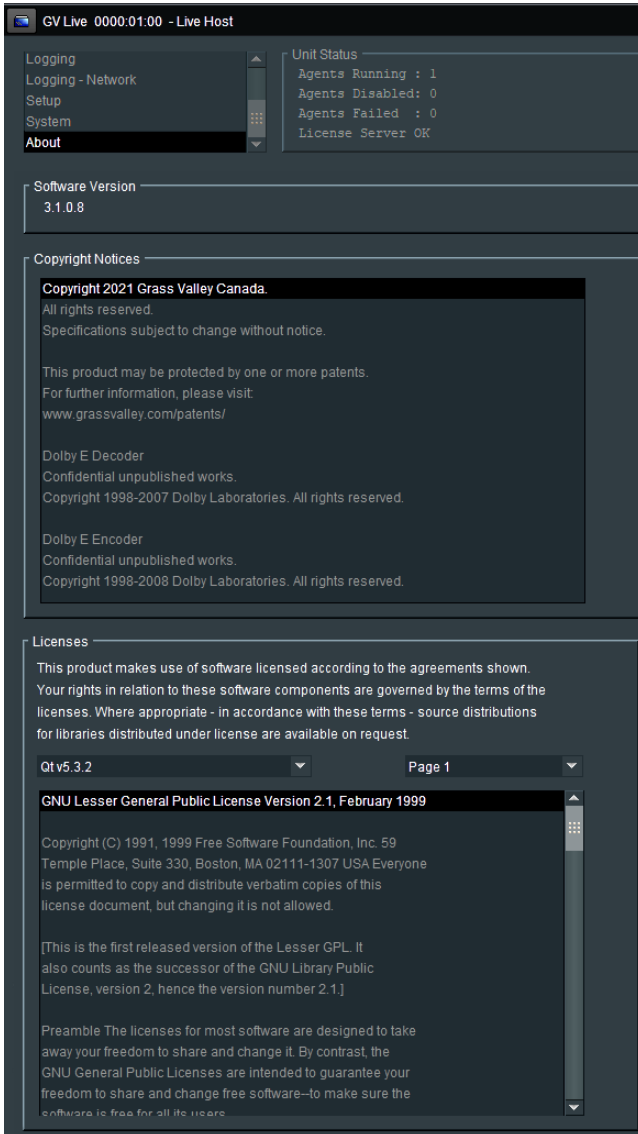 GV Live 0000:01:00 - Live Host
Logging
Logging - Network
Setup
System
About
Unit Status
Agents Running : 1
Agents Disabled: 0
Agents Failed : 0
License Server OK
Software Version
3.1.0.8
Copyright Notices
Copyright 2021 Grass Valley Canada.
All rights reserved.
Specifications subject to change without notice.
This product may be protected by one or more patents.
For further information, please visit:
www.grassvalley.com/patents/
Dolby E Decoder
Confidential unpublished works.
Copyright 1998-2007 Dolby Laboratories. All rights reserved.
Dolby E Encoder
Confidential unpublished works.
Copyright 1998-2008 Dolby Laboratories. All rights reserved.
Licenses
This product makes use of software licensed according to the agreements shown.
Your rights in relation to these software components are governed by the terms of the
licenses. Where appropriate - in accordance with these terms - source distributions
for libraries distributed under license are available on request.
Qt v5.3.2
Page 1
GNU Lesser General Public License Version 2.1, February 1999
Copyright (C) 1991, 1999 Free Software Foundation, Inc. 59
Temple Place, Suite 330, Boston, MA 02111-1307 USA Everyone
is permitted to copy and distribute verbatim copies of this
license document, but changing it is not allowed.
[This is the first released version of the Lesser GPL. It
also counts as the successor of the GNU Library Public
License, version 2, hence the version number 2.1.]
Preamble The licenses for most software are designed to take
away your freedom to share and change it. By contrast, the
GNU General Public Licenses are intended to guarantee your
freedom to share and change free software--to make sure the
software is free for all its users